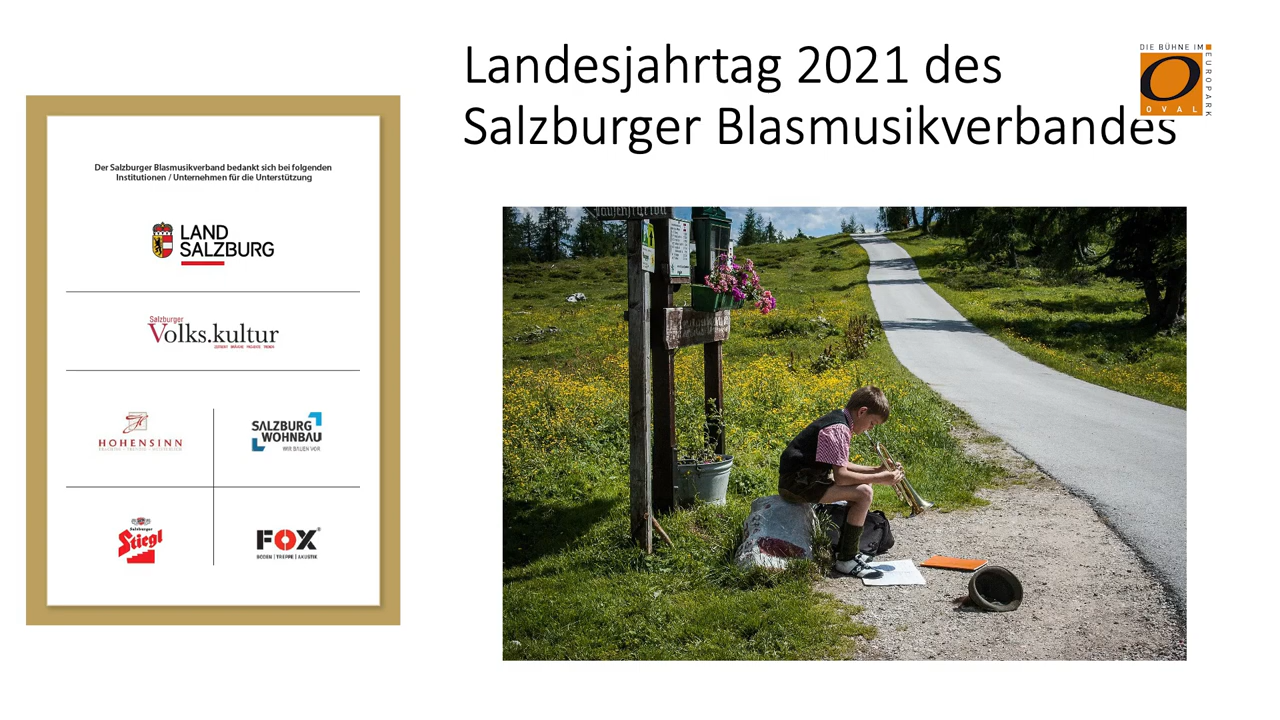 Landesjahrtag 2021 des
Salzburger Blasmusikverbandes
DIE BÜHNE IM
EUROPARK
OVAL
Der Salzburger Blasmusikverband bedankt sich bei folgenden
Institutionen / Unternehmen für die Unterstützung
LAND
SALZBURG
Salzburger
Volks.kultur
HOHENSINN
SALZBURG
WOHNBAU
WIR BAUEN VOR
Salzburger
Stiegl
FOX®
BODEN | TREPPE | AKUSTIK